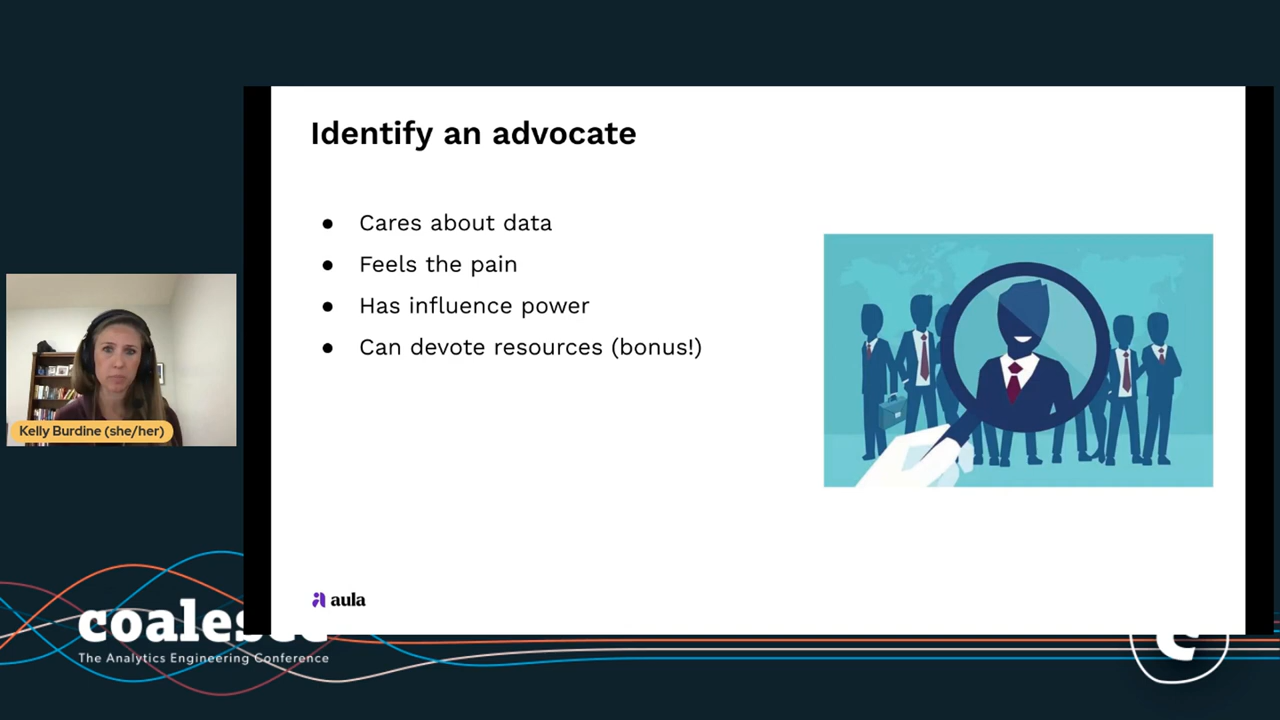 Identify an advocate
● Cares about data
● Feels the pain
● Has influence power
● Can devote resources (bonus!)
Kelly Burdine (she/her)
aula
The Analytics Engineering Conference